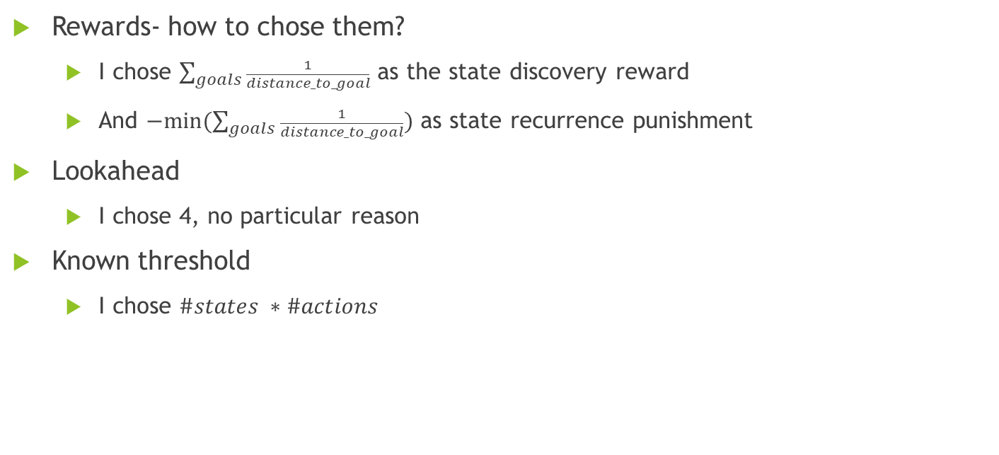 Rewards- how to chose them?
I chose $\sum_{goals} \frac{1}{distance\_to\_goal}$ as the state discovery reward
And $-\min(\sum_{goals} \frac{1}{distance\_to\_goal})$ as state recurrence punishment
Lookahead
I chose 4, no particular reason
Known threshold
I chose $\#states * \#actions$